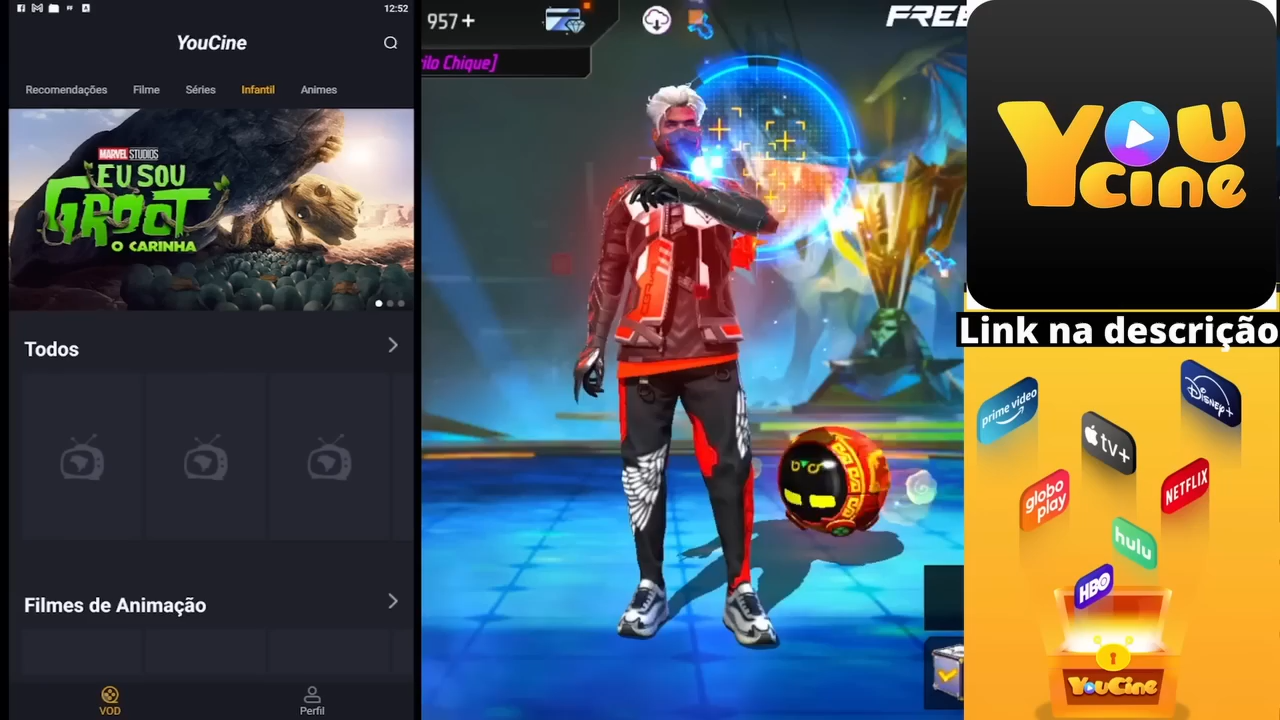 12:52
YouCine
Recomendações Filme Séries Infantil Animes
MARVEL STUDIOS
EU SOU
GROOT
O CARINHA
Todos
Filmes de Animação
VOD
Perfil
957+
rilo Chique]
FREE
YOU
Cine
Link na descrição
prime video
Disney+
tv+
globo
play
NETFLIX
hulu
HBO
YouCine